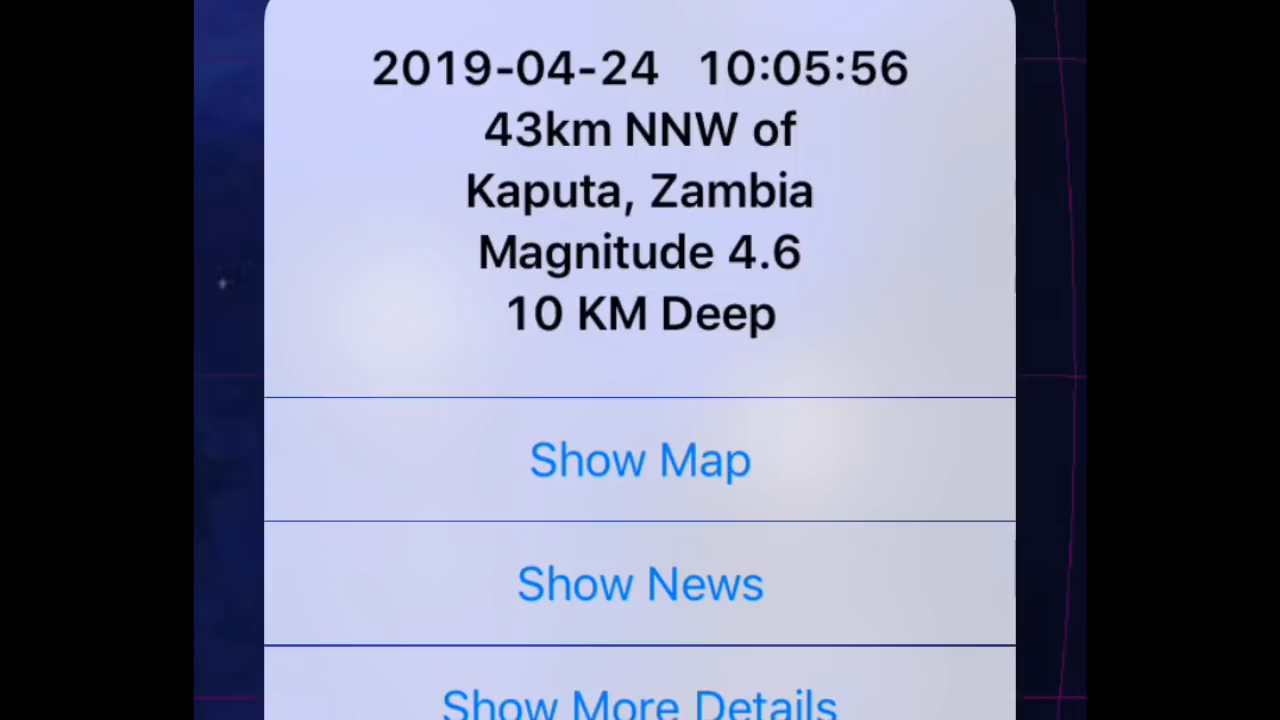 2019-04-24 10:05:56
43km NNW of
Kaputa, Zambia
Magnitude 4.6
10 KM Deep
Show Map
Show News
Show More Details